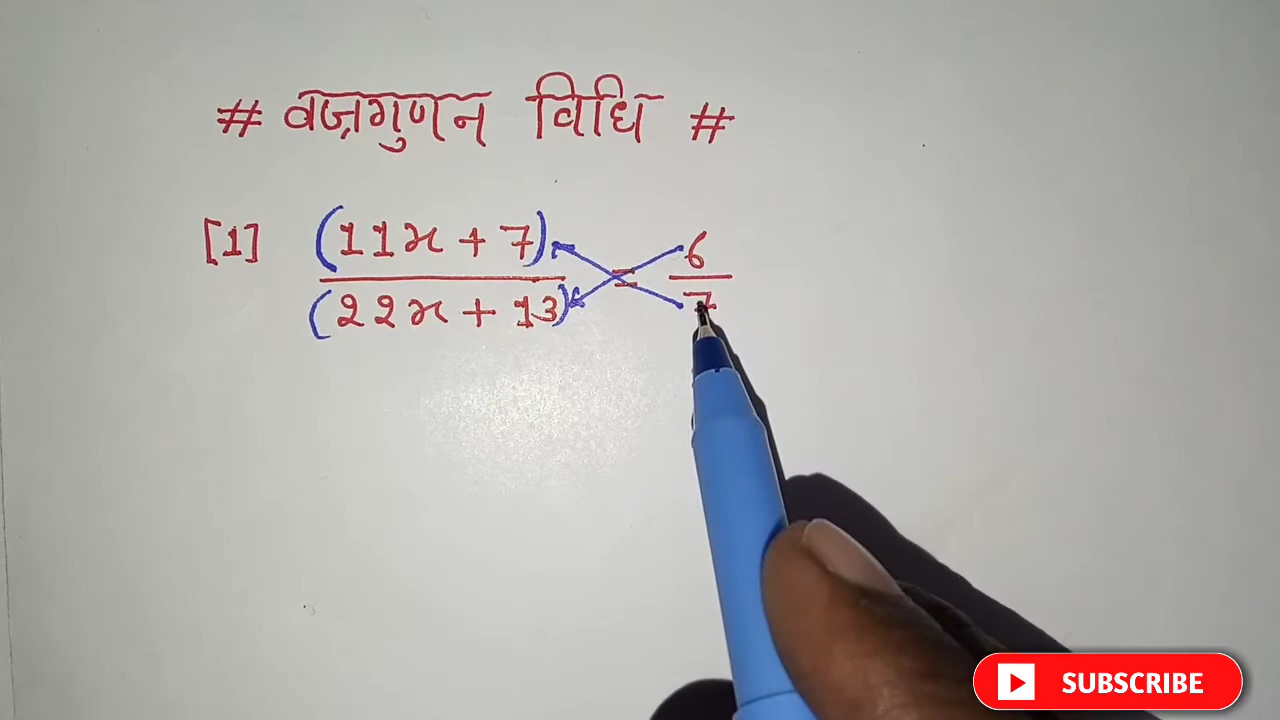 # वज्रगुणन विधि #
[1] (11x + 7) / (22x + 13) = 6 / 7
SUBSCRIBE